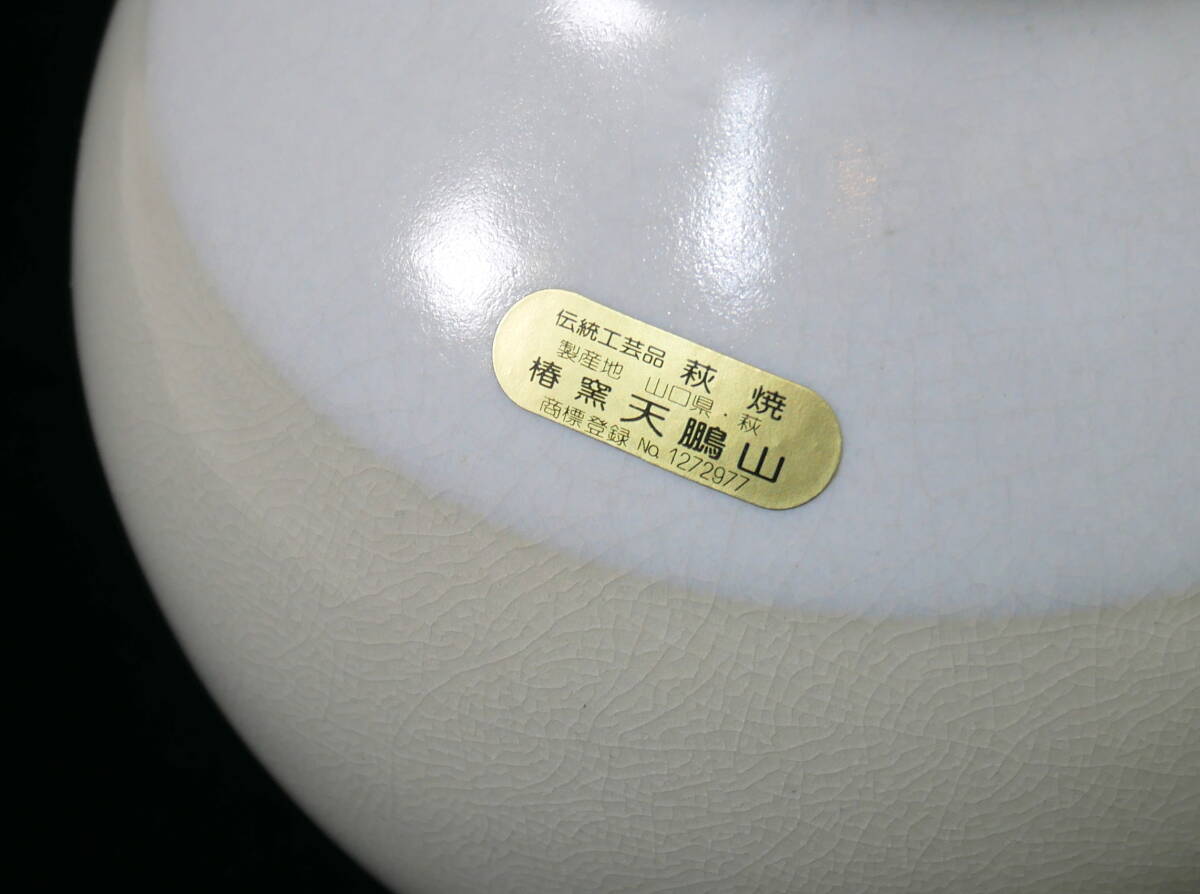 伝統工芸品 萩焼
製産地 山口県・萩
椿窯 天鵬山
商標登録 No. 1272977